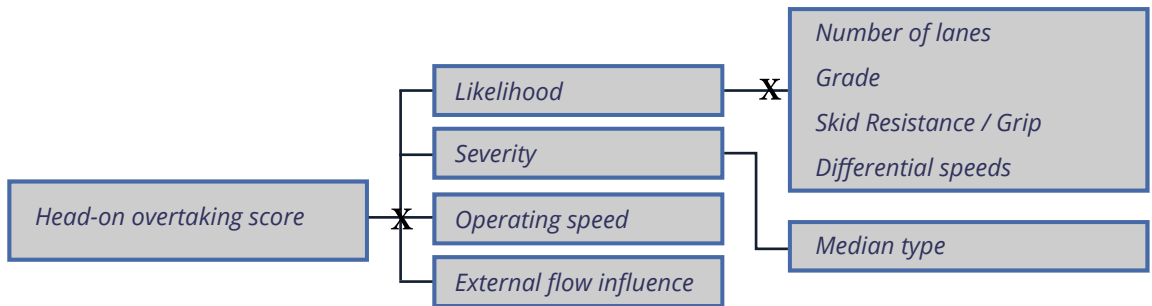 Head-on overtaking score
X
Likelihood
Severity
Operating speed
External flow influence
X
Number of lanes
Grade
Skid Resistance / Grip
Differential speeds
Median type